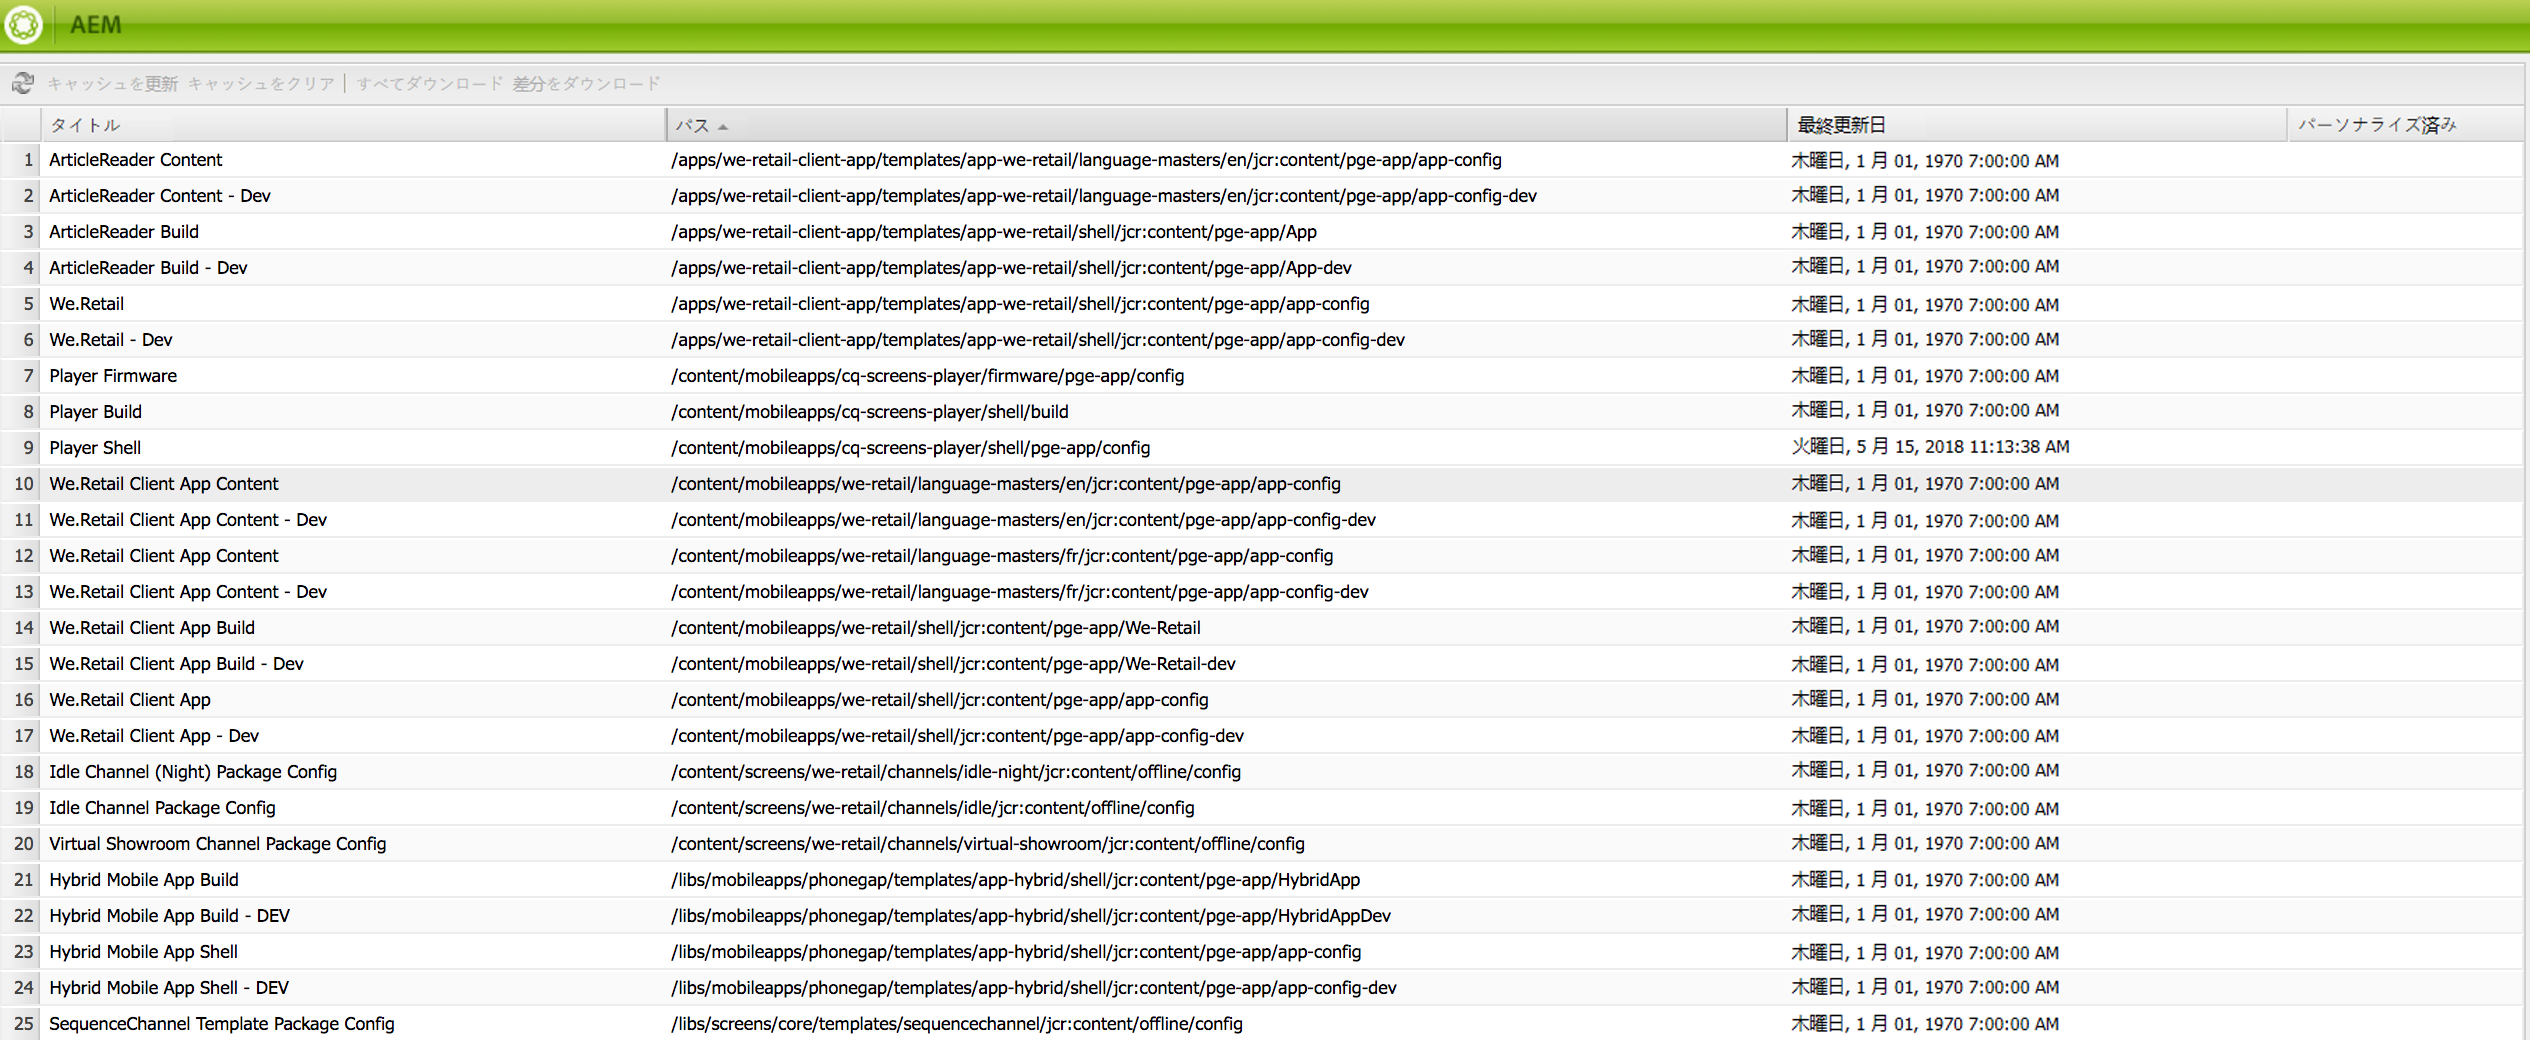 AEM
キャッシュを更新 キャッシュをクリア すべてダウンロード 差分をダウンロード
タイトル パス 最終更新日 パーソナライズ済み
1 ArticleReader Content /apps/we-retail-client-app/templates/app-we-retail/language-masters/en/jcr:content/pge-app/app-config 木曜日, 1 月 01, 1970 7:00:00 AM
2 ArticleReader Content - Dev /apps/we-retail-client-app/templates/app-we-retail/language-masters/en/jcr:content/pge-app/app-config-dev 木曜日, 1 月 01, 1970 7:00:00 AM
3 ArticleReader Build /apps/we-retail-client-app/templates/app-we-retail/shell/jcr:content/pge-app/App 木曜日, 1 月 01, 1970 7:00:00 AM
4 ArticleReader Build - Dev /apps/we-retail-client-app/templates/app-we-retail/shell/jcr:content/pge-app/App-dev 木曜日, 1 月 01, 1970 7:00:00 AM
5 We.Retail /apps/we-retail-client-app/templates/app-we-retail/shell/jcr:content/pge-app/app-config 木曜日, 1 月 01, 1970 7:00:00 AM
6 We.Retail - Dev /apps/we-retail-client-app/templates/app-we-retail/shell/jcr:content/pge-app/app-config-dev 木曜日, 1 月 01, 1970 7:00:00 AM
7 Player Firmware /content/mobileapps/cq-screens-player/firmware/pge-app/config 木曜日, 1 月 01, 1970 7:00:00 AM
8 Player Build /content/mobileapps/cq-screens-player/shell/build 木曜日, 1 月 01, 1970 7:00:00 AM
9 Player Shell /content/mobileapps/cq-screens-player/shell/pge-app/config 火曜日, 5 月 15, 2018 11:13:38 AM
10 We.Retail Client App Content /content/mobileapps/we-retail/language-masters/en/jcr:content/pge-app/app-config 木曜日, 1 月 01, 1970 7:00:00 AM
11 We.Retail Client App Content - Dev /content/mobileapps/we-retail/language-masters/en/jcr:content/pge-app/app-config-dev 木曜日, 1 月 01, 1970 7:00:00 AM
12 We.Retail Client App Content /content/mobileapps/we-retail/language-masters/fr/jcr:content/pge-app/app-config 木曜日, 1 月 01, 1970 7:00:00 AM
13 We.Retail Client App Content - Dev /content/mobileapps/we-retail/language-masters/fr/jcr:content/pge-app/app-config-dev 木曜日, 1 月 01, 1970 7:00:00 AM
14 We.Retail Client App Build /content/mobileapps/we-retail/shell/jcr:content/pge-app/We-Retail 木曜日, 1 月 01, 1970 7:00:00 AM
15 We.Retail Client App Build - Dev /content/mobileapps/we-retail/shell/jcr:content/pge-app/We-Retail-dev 木曜日, 1 月 01, 1970 7:00:00 AM
16 We.Retail Client App /content/mobileapps/we-retail/shell/jcr:content/pge-app/app-config 木曜日, 1 月 01, 1970 7:00:00 AM
17 We.Retail Client App - Dev /content/mobileapps/we-retail/shell/jcr:content/pge-app/app-config-dev 木曜日, 1 月 01, 1970 7:00:00 AM
18 Idle Channel (Night) Package Config /content/screens/we-retail/channels/idle-night/jcr:content/offline/config 木曜日, 1 月 01, 1970 7:00:00 AM
19 Idle Channel Package Config /content/screens/we-retail/channels/idle/jcr:content/offline/config 木曜日, 1 月 01, 1970 7:00:00 AM
20 Virtual Showroom Channel Package Config /content/screens/we-retail/channels/virtual-showroom/jcr:content/offline/config 木曜日, 1 月 01, 1970 7:00:00 AM
21 Hybrid Mobile App Build /libs/mobileapps/phonegap/templates/app-hybrid/shell/jcr:content/pge-app/HybridApp 木曜日, 1 月 01, 1970 7:00:00 AM
22 Hybrid Mobile App Build - DEV /libs/mobileapps/phonegap/templates/app-hybrid/shell/jcr:content/pge-app/HybridAppDev 木曜日, 1 月 01, 1970 7:00:00 AM
23 Hybrid Mobile App Shell /libs/mobileapps/phonegap/templates/app-hybrid/shell/jcr:content/pge-app/app-config 木曜日, 1 月 01, 1970 7:00:00 AM
24 Hybrid Mobile App Shell - DEV /libs/mobileapps/phonegap/templates/app-hybrid/shell/jcr:content/pge-app/app-config-dev 木曜日, 1 月 01, 1970 7:00:00 AM
25 SequenceChannel Template Package Config /libs/screens/core/templates/sequencechannel/jcr:content/offline/config 木曜日, 1 月 01, 1970 7:00:00 AM